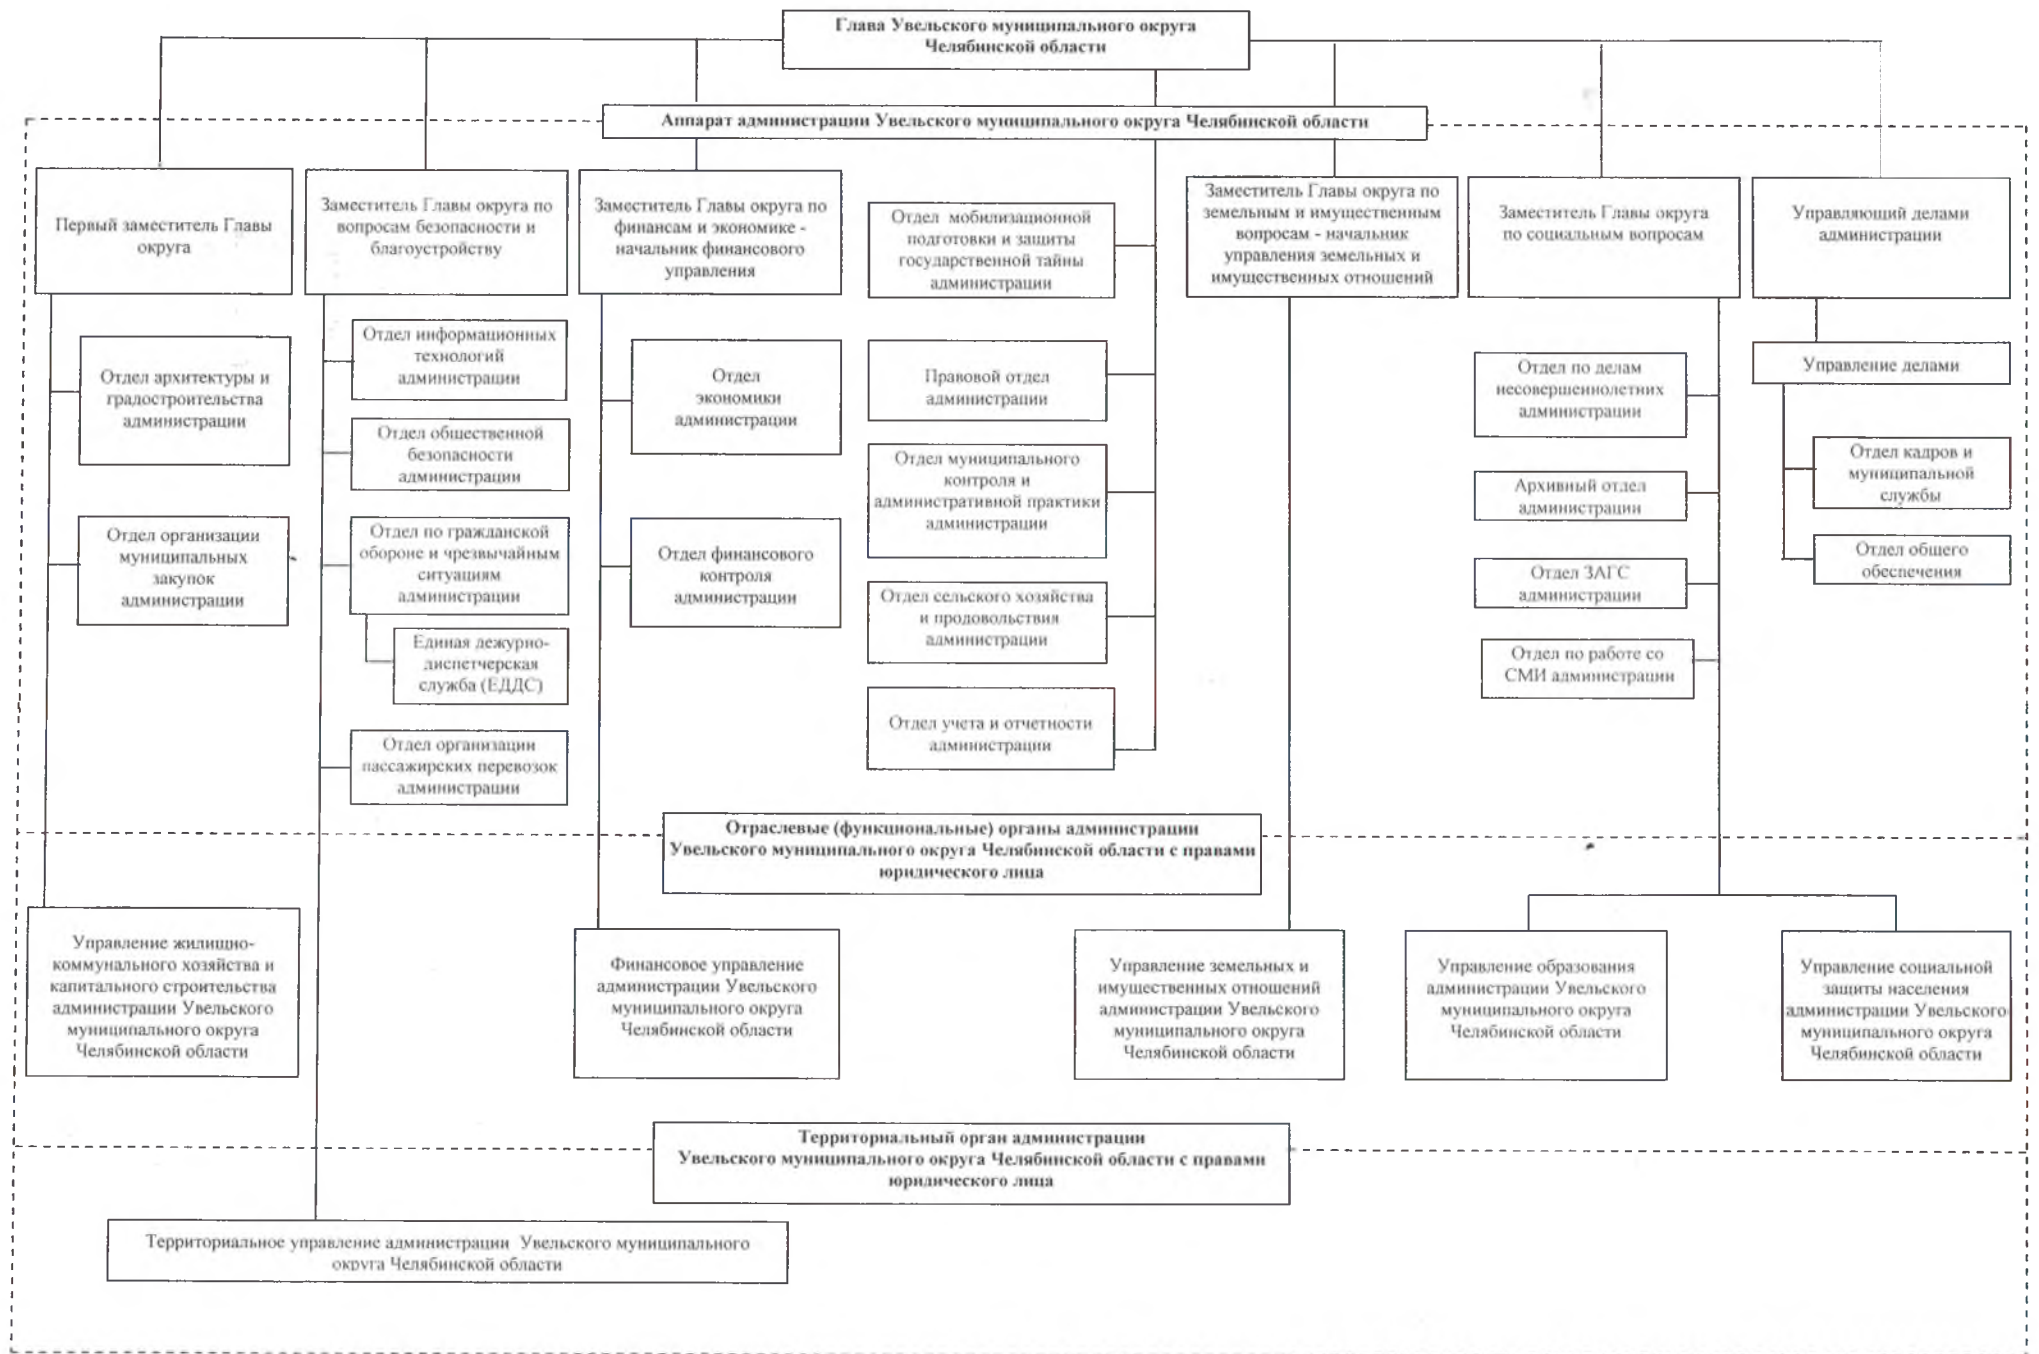 Глава Увельского муниципального округа
Челябинской области
Аппарат администрации Увельского муниципального округа Челябинской области
Первый заместитель Главы
округа
Заместитель Главы округа по
вопросам безопасности и
благоустройству
Заместитель Главы округа по
финансам и экономике -
начальник финансового
управления
Отдел мобилизационной
подготовки и защиты
государственной тайны
администрации
Заместитель Главы округа по
земельным и имущественным
вопросам - начальник
управления земельных и
имущественных отношений
Заместитель Главы округа
по социальным вопросам
Управляющий делами
администрации
Отдел архитектуры и
градостроительства
администрации
Отдел организации
муниципальных
закупок
администрации
Отдел информационных
технологий
администрации
Отдел общественной
безопасности
администрации
Отдел по гражданской
обороне и чрезвычайным
ситуациям
администрации
Единая дежурно-
диспетчерская
служба (ЕДДС)
Отдел организации
пассажирских перевозок
администрации
Отдел
экономики
администрации
Отдел финансового
контроля
администрации
Правовой отдел
администрации
Отдел муниципального
контроля и
административной практики
администрации
Отдел сельского хозяйства
и продовольствия
администрации
Отдел учета и отчетности
администрации
Отдел по делам
несовершеннолетних
администрации
Архивный отдел
администрации
Отдел ЗАГС
администрации
Отдел по работе со
СМИ администрации
Управление делами
Отдел кадров и
муниципальной
службы
Отдел общего
обеспечения
Отраслевые (функциональные) органы администрации
Увельского муниципального округа Челябинской области с правами
юридического лица
Управление жилищно-
коммунального хозяйства и
капитального строительства
администрации Увельского
муниципального округа
Челябинской области
Финансовое управление
администрации Увельского
муниципального округа
Челябинской области
Управление земельных и
имущественных отношений
администрации Увельского
муниципального округа
Челябинской области
Управление образования
администрации Увельского
муниципального округа
Челябинской области
Управление социальной
защиты населения
администрации Увельского
муниципального округа
Челябинской области
Территориальный орган администрации
Увельского муниципального округа Челябинской области с правами
юридического лица
Территориальное управление администрации Увельского муниципального
округа Челябинской области